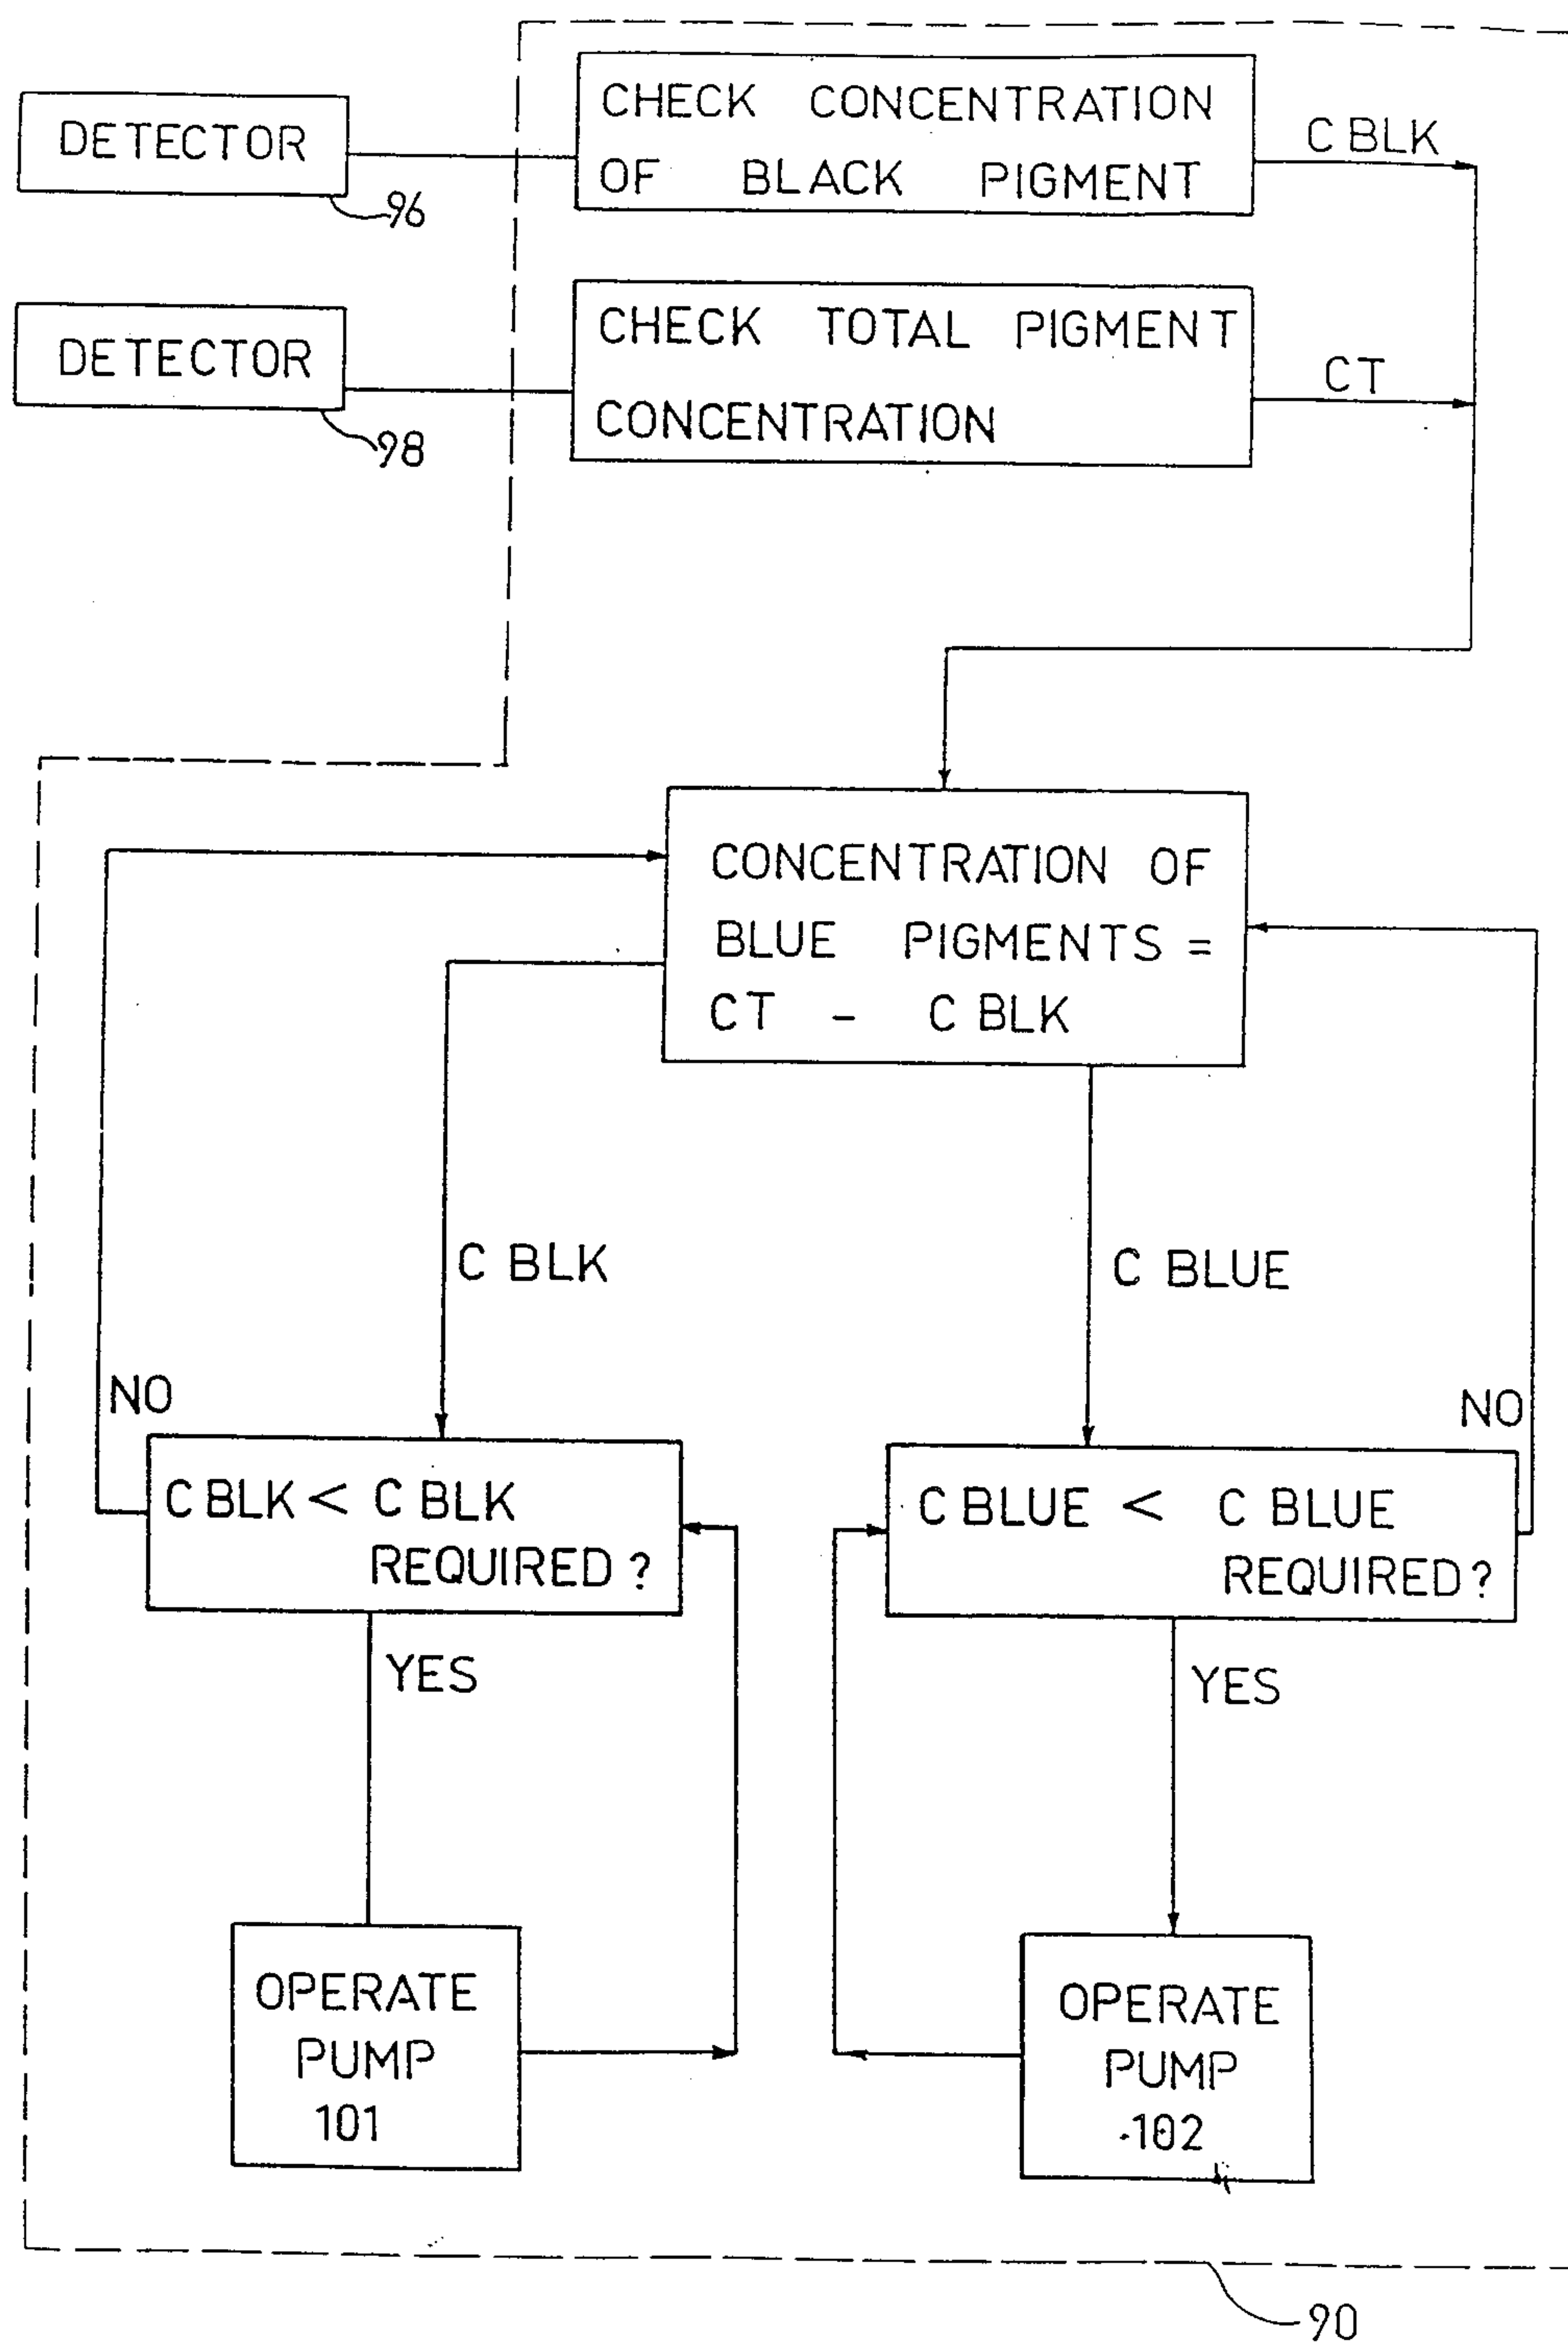 CHECK CONCENTRATION
OF BLACK PIGMENT
DETECTOR
96
C BLK
CHECK TOTAL PIGMENT
CONCENTRATION
DETECTOR
98
CT
CONCENTRATION OF
BLUE PIGMENTS =
CT - C BLK
C BLK
C BLUE
NO
NO
C BLK < C BLK
REQUIRED ?
C BLUE < C BLUE
REQUIRED ?
YES
YES
OPERATE
PUMP
101
OPERATE
PUMP
102
90